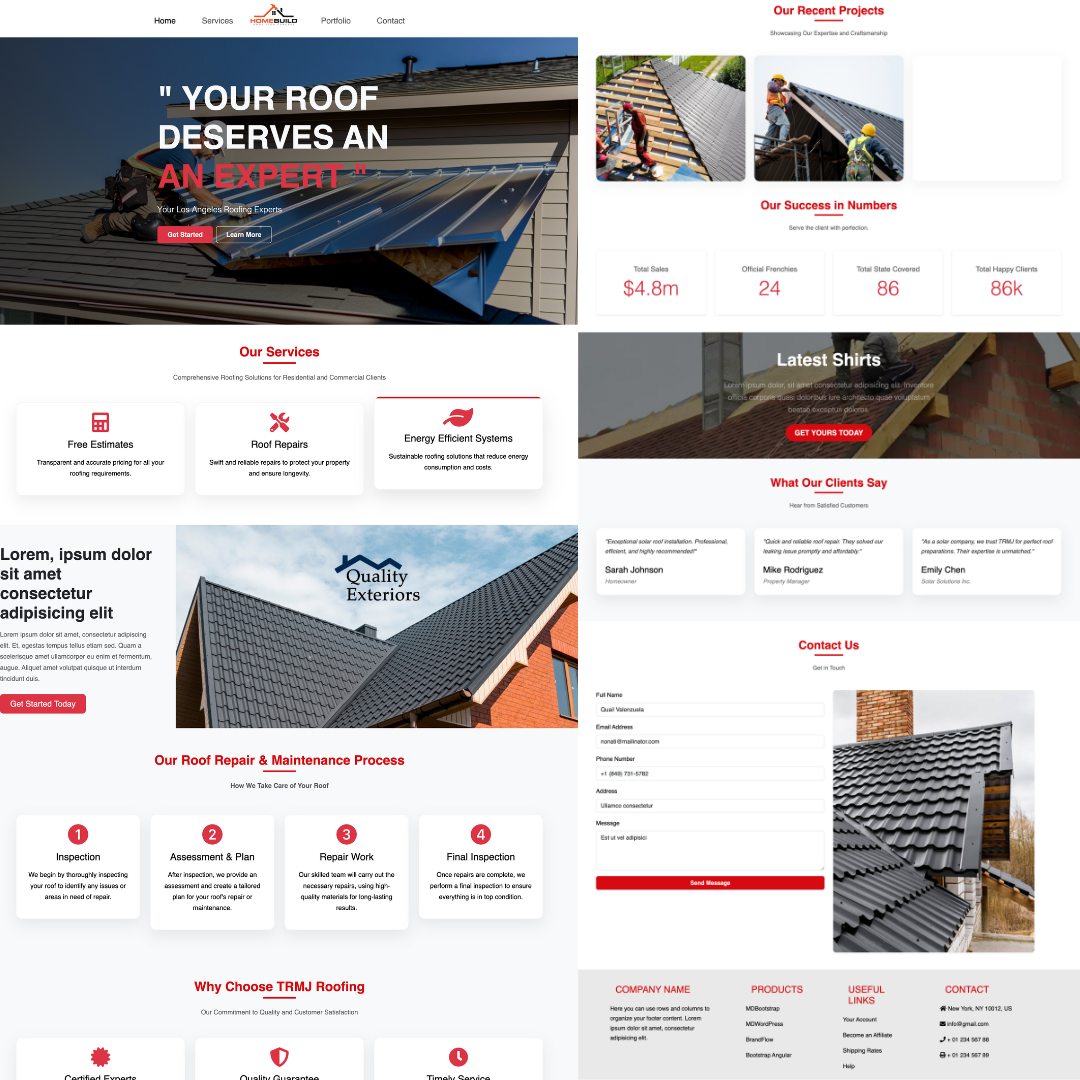 Home
Services
HOMEBUILD
Portfolio
Contact
" YOUR ROOF
DESERVES AN
AN EXPERT "
Your Los Angeles Roofing Experts
Get Started
Learn More
Our Services
Comprehensive Roofing Solutions for Residential and Commercial Clients
Free Estimates
Transparent and accurate pricing for all your
roofing requirements.
Roof Repairs
Swift and reliable repairs to protect your property
and ensure longevity.
Energy Efficient Systems
Sustainable roofing solutions that reduce energy
consumption and costs.
Lorem, ipsum dolor
sit amet
consectetur
adipisicing elit
Lorem ipsum dolor sit amet, consectetur adipiscing
elit. Et, egestas tempus tellus etiam sed. Quam a
scelerisque amet ullamcorper eu enim et fermentum,
augue. Aliquet amet volutpat quisque ut interdum
tincidunt duis.
Get Started Today
Quality
Exteriors
Our Roof Repair & Maintenance Process
How We Take Care of Your Roof
1
Inspection
We begin by thoroughly inspecting
your roof to identify any issues or
areas in need of repair.
2
Assessment & Plan
After inspection, we provide an
assessment and create a tailored
plan for your roof's repair or
maintenance.
3
Repair Work
Our skilled team will carry out the
necessary repairs, using high-
quality materials for long-lasting
results.
4
Final Inspection
Once repairs are complete, we
perform a final inspection to ensure
everything is in top condition.
Why Choose TRMJ Roofing
Our Commitment to Quality and Customer Satisfaction
Certified Experts
Quality Guarantee
Timely Service
Our Recent Projects
Showcasing Our Expertise and Craftsmanship
Our Success in Numbers
Serve the client with perfection.
Total Sales
$4.8m
Official Frenchies
24
Total State Covered
86
Total Happy Clients
86k
Latest Shirts
Lorem ipsum dolor, sit amet consectetur adipisicing elit. Inventore
officia corporis quasi doloribus iure architecto quae voluptatum
beatae excepturi dolores.
GET YOURS TODAY
What Our Clients Say
Hear from Satisfied Customers
"Exceptional solar roof installation. Professional,
efficient, and highly recommended!"
Sarah Johnson
Homeowner
"Quick and reliable roof repair. They solved our
leaking issue promptly and affordably."
Mike Rodriguez
Property Manager
"As a solar company, we trust TRMJ for perfect roof
preparations. Their expertise is unmatched."
Emily Chen
Solar Solutions Inc.
Contact Us
Get in Touch
Full Name
Quail Valenzuela
Email Address
nonati@mailinator.com
Phone Number
+1 (849) 731-5782
Address
Ullamco consectetur
Message
Est ut vel adipisici
Send Message
COMPANY NAME
Here you can use rows and columns to
organize your footer content. Lorem
ipsum dolor sit amet, consectetur
adipisicing elit.
PRODUCTS
MDBootstrap
MDWordPress
BrandFlow
Bootstrap Angular
USEFUL
LINKS
Your Account
Become an Affiliate
Shipping Rates
Help
CONTACT
New York, NY 10012, US
info@gmail.com
+ 01 234 567 88
+ 01 234 567 89